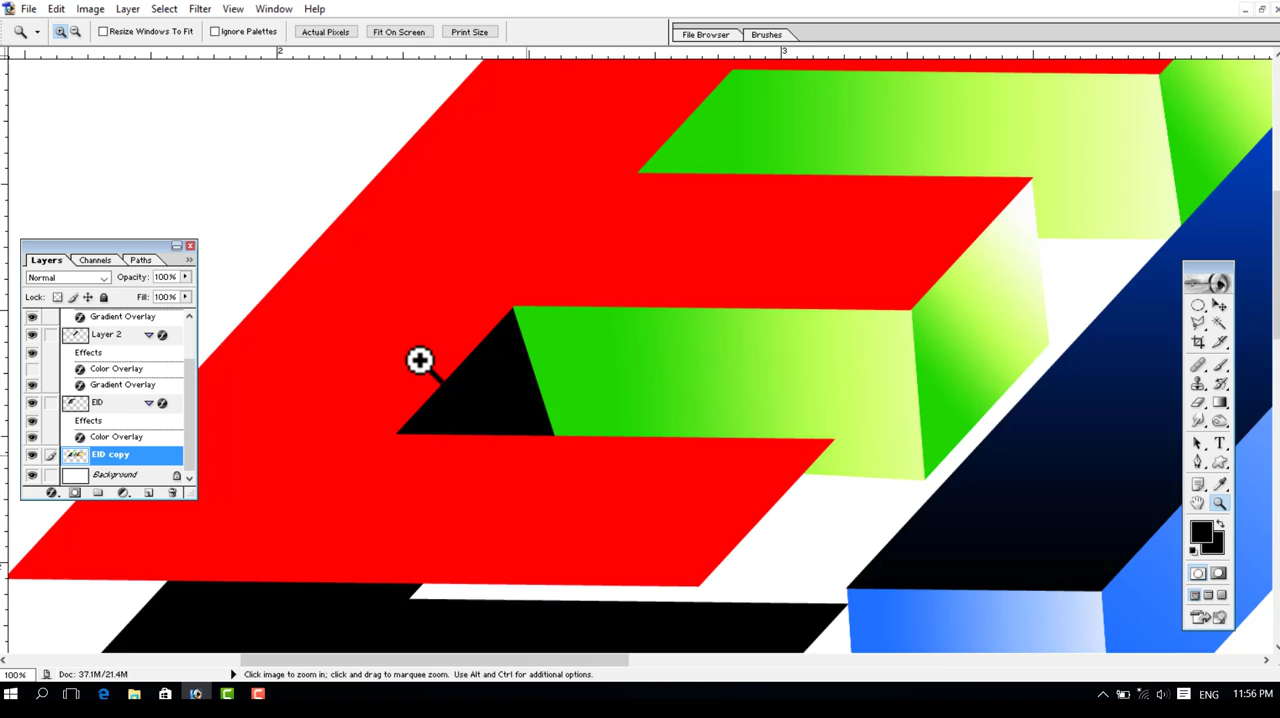 File Edit Image Layer Select Filter View Window Help
Resize Windows To Fit Ignore Palettes Actual Pixels Fit On Screen Print Size File Browser Brushes
2 3
Layers Channels Paths
Normal Opacity: 100%
Lock: Fill: 100%
Gradient Overlay
Layer 2
Effects
Color Overlay
Gradient Overlay
EID
Effects
Color Overlay
EID copy
Background
T
100% Doc: 37.1M/21.4M Click image to zoom in; click and drag to marquee zoom. Use Alt and Ctrl for additional options.
ENG 11:56 PM